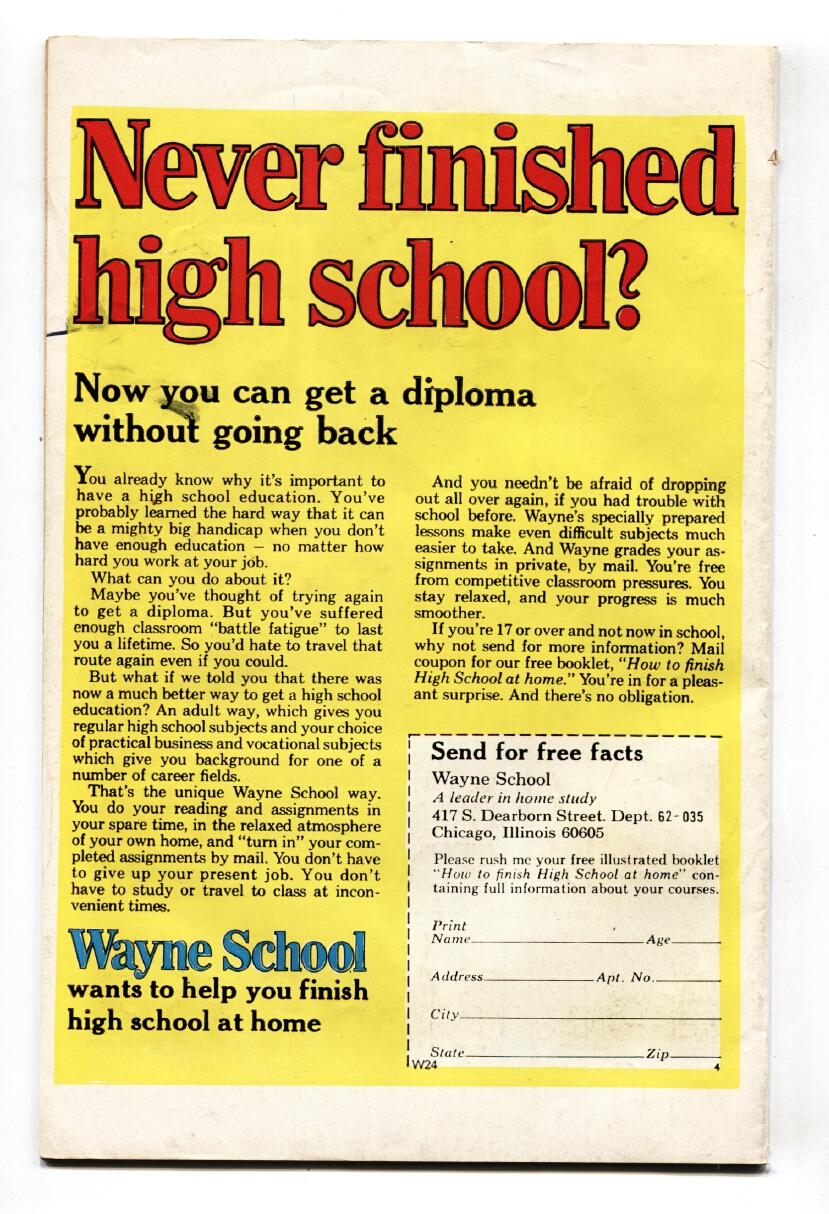 Never finished
high school?
Now you can get a diploma
without going back
You already know why it's important to
have a high school education. You've
probably learned the hard way that it can
be a mighty big handicap when you don't
have enough education — no matter how
hard you work at your job.
What can you do about it?
Maybe you've thought of trying again
to get a diploma. But you've suffered
enough classroom "battle fatigue" to last
you a lifetime. So you'd hate to travel that
route again even if you could.
But what if we told you that there was
now a much better way to get a high school
education? An adult way, which gives you
regular high school subjects and your choice
of practical business and vocational subjects
which give you background for one of a
number of career fields.
That's the unique Wayne School way.
You do your reading and assignments in
your spare time, in the relaxed atmosphere
of your own home, and "turn in" your com-
pleted assignments by mail. You don't have
to give up your present job. You don't
have to study or travel to class at incon-
venient times.
Wayne School
wants to help you finish
high school at home
And you needn't be afraid of dropping
out all over again, if you had trouble with
school before. Wayne's specially prepared
lessons make even difficult subjects much
easier to take. And Wayne grades your as-
signments in private, by mail. You're free
from competitive classroom pressures. You
stay relaxed, and your progress is much
smoother.
If you're 17 or over and not now in school,
why not send for more information? Mail
coupon for our free booklet, "How to finish
High School at home." You're in for a pleas-
ant surprise. And there's no obligation.
Send for free facts
Wayne School
A leader in home study
417 S. Dearborn Street. Dept. 62-035
Chicago, Illinois 60605
Please rush me your free illustrated booklet
"How to finish High School at home" con-
taining full information about your courses.
Print
Name Age
Address Apt. No.
City
State Zip
W24 4